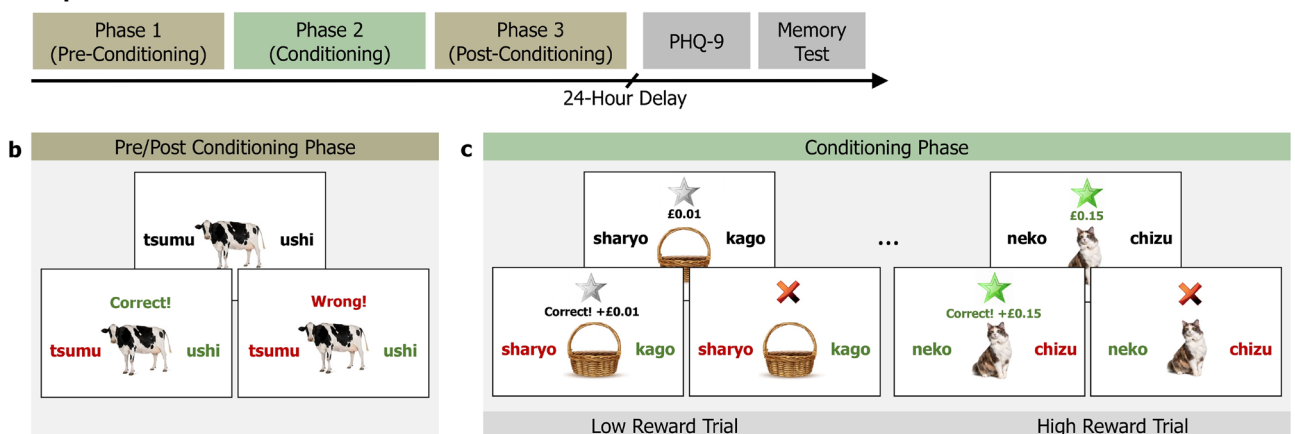 Phase 1
(Pre-Conditioning)
Phase 2
(Conditioning)
Phase 3
(Post-Conditioning)
PHQ-9
Memory
Test
24-Hour Delay
b
Pre/Post Conditioning Phase
tsumu
ushi
Correct!
tsumu
ushi
Wrong!
tsumu
ushi
c
Conditioning Phase
£0.01
sharyo
kago
Correct! +£0.01
sharyo
kago
sharyo
kago
...
£0.15
neko
chizu
Correct! +£0.15
neko
chizu
neko
chizu
Low Reward Trial
High Reward Trial